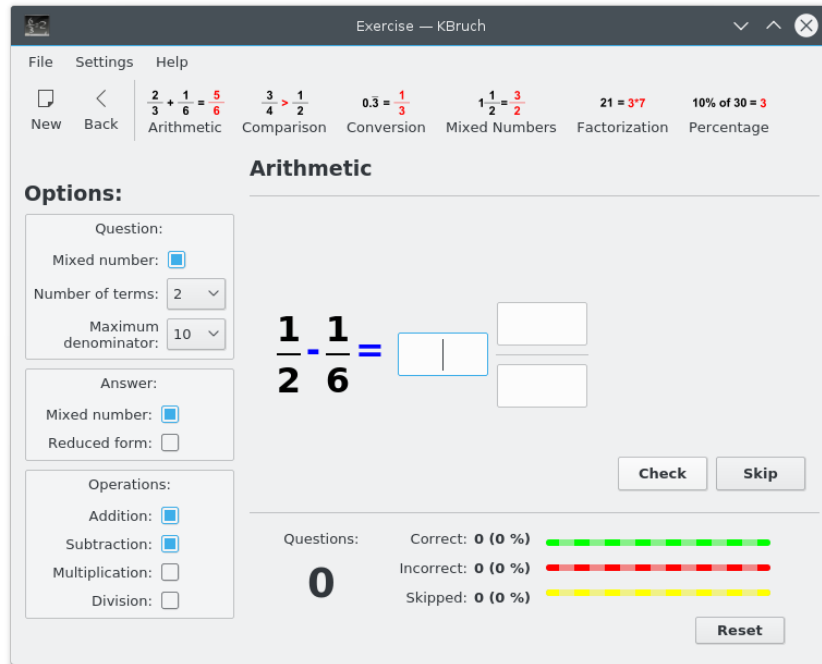 Exercise — KBruch
File Settings Help
New
Back
2/3 + 1/6 = 5/6
Arithmetic
3/4 > 1/2
Comparison
0.3̅ = 1/3
Conversion
1 1/2 = 3/2
Mixed Numbers
21 = 3*7
Factorization
10% of 30 = 3
Percentage
Options:
Question:
Mixed number:
Number of terms: 2
Maximum
denominator: 10
Answer:
Mixed number:
Reduced form:
Operations:
Addition:
Subtraction:
Multiplication:
Division:
Arithmetic
1/2 - 1/6 =
Check Skip
Questions:
0
Correct: 0 (0 %)
Incorrect: 0 (0 %)
Skipped: 0 (0 %)
Reset